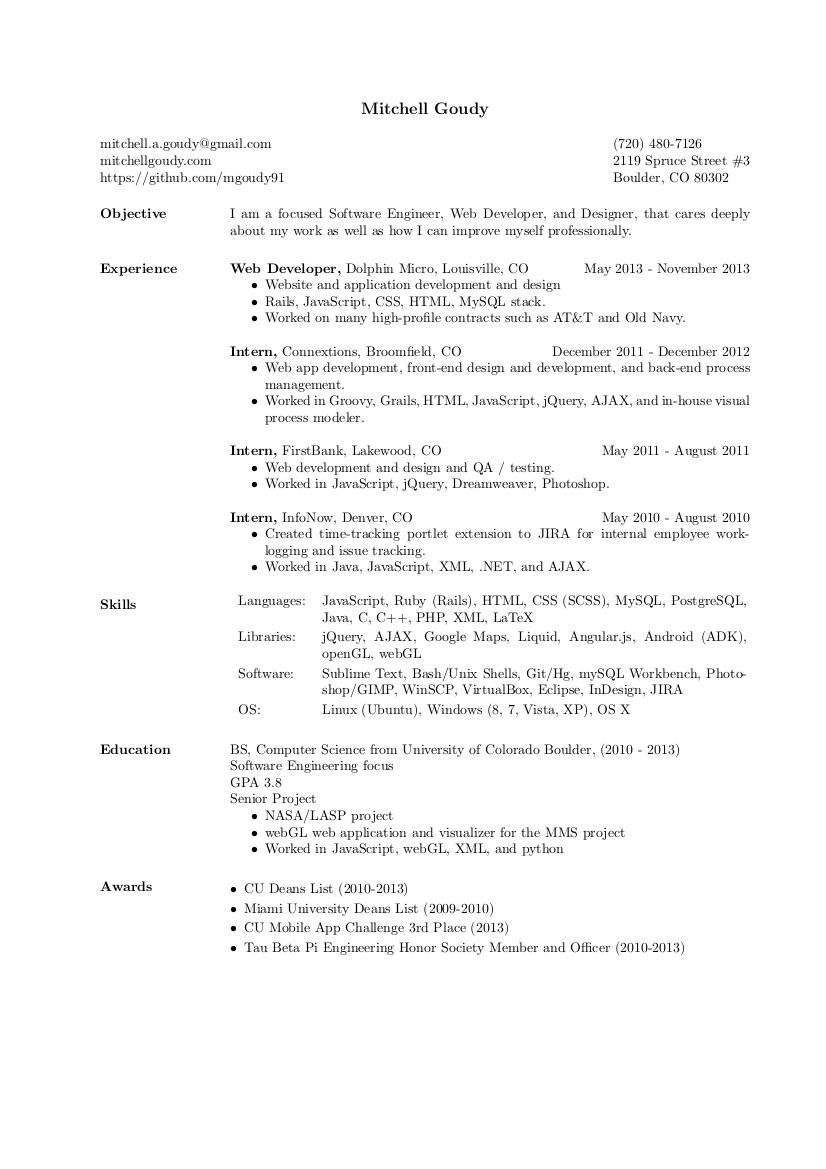 Mitchell Goudy
mitchell.a.goudy@gmail.com
mitchellgoudy.com
https://github.com/mgoudy91
(720) 480-7126
2119 Spruce Street #3
Boulder, CO 80302
Objective
I am a focused Software Engineer, Web Developer, and Designer, that cares deeply
about my work as well as how I can improve myself professionally.
Experience
Web Developer, Dolphin Micro, Louisville, CO May 2013 - November 2013
• Website and application development and design
• Rails, JavaScript, CSS, HTML, MySQL stack.
• Worked on many high-profile contracts such as AT&T and Old Navy.
Intern, Connextions, Broomfield, CO December 2011 - December 2012
• Web app development, front-end design and development, and back-end process
management.
• Worked in Groovy, Grails, HTML, JavaScript, jQuery, AJAX, and in-house visual
process modeler.
Intern, FirstBank, Lakewood, CO May 2011 - August 2011
• Web development and design and QA / testing.
• Worked in JavaScript, jQuery, Dreamweaver, Photoshop.
Intern, InfoNow, Denver, CO May 2010 - August 2010
• Created time-tracking portlet extension to JIRA for internal employee work-
logging and issue tracking.
• Worked in Java, JavaScript, XML, .NET, and AJAX.
Skills
Languages: JavaScript, Ruby (Rails), HTML, CSS (SCSS), MySQL, PostgreSQL,
Java, C, C++, PHP, XML, LaTeX
Libraries: jQuery, AJAX, Google Maps, Liquid, Angular.js, Android (ADK),
openGL, webGL
Software: Sublime Text, Bash/Unix Shells, Git/Hg, mySQL Workbench, Photo-
shop/GIMP, WinSCP, VirtualBox, Eclipse, InDesign, JIRA
OS: Linux (Ubuntu), Windows (8, 7, Vista, XP), OS X
Education
BS, Computer Science from University of Colorado Boulder, (2010 - 2013)
Software Engineering focus
GPA 3.8
Senior Project
• NASA/LASP project
• webGL web application and visualizer for the MMS project
• Worked in JavaScript, webGL, XML, and python
Awards
• CU Deans List (2010-2013)
• Miami University Deans List (2009-2010)
• CU Mobile App Challenge 3rd Place (2013)
• Tau Beta Pi Engineering Honor Society Member and Officer (2010-2013)